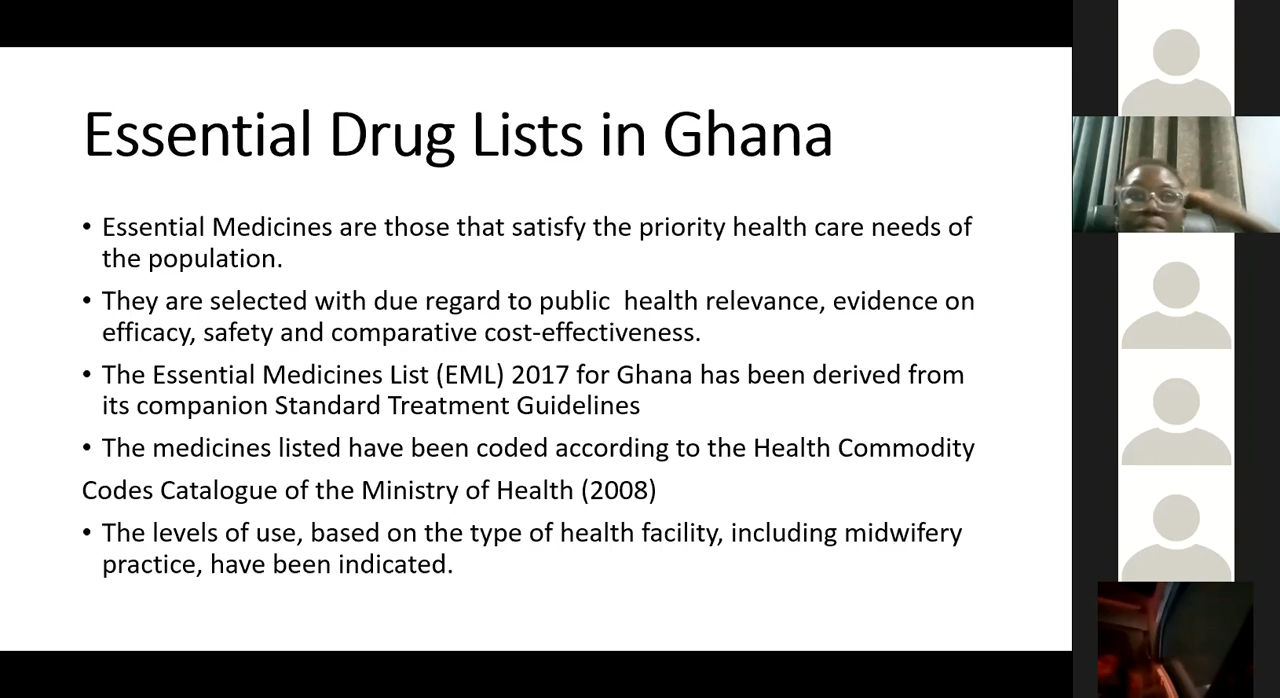 Essential Drug Lists in Ghana
• Essential Medicines are those that satisfy the priority health care needs of
the population.
• They are selected with due regard to public  health relevance, evidence on
efficacy, safety and comparative cost-effectiveness.
• The Essential Medicines List (EML) 2017 for Ghana has been derived from
its companion Standard Treatment Guidelines
• The medicines listed have been coded according to the Health Commodity
Codes Catalogue of the Ministry of Health (2008)
• The levels of use, based on the type of health facility, including midwifery
practice, have been indicated.